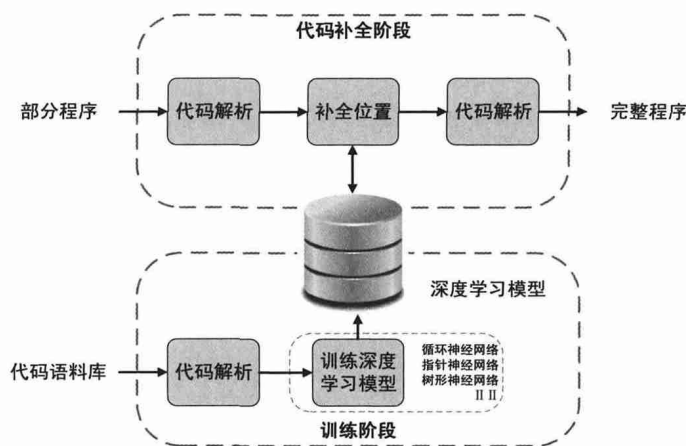 代码补全阶段
部分程序
代码解析
补全位置
代码解析
完整程序
深度学习模型
代码语料库
代码解析
训练深度
学习模型
循环神经网络
指针神经网络
树形神经网络
II II
训练阶段